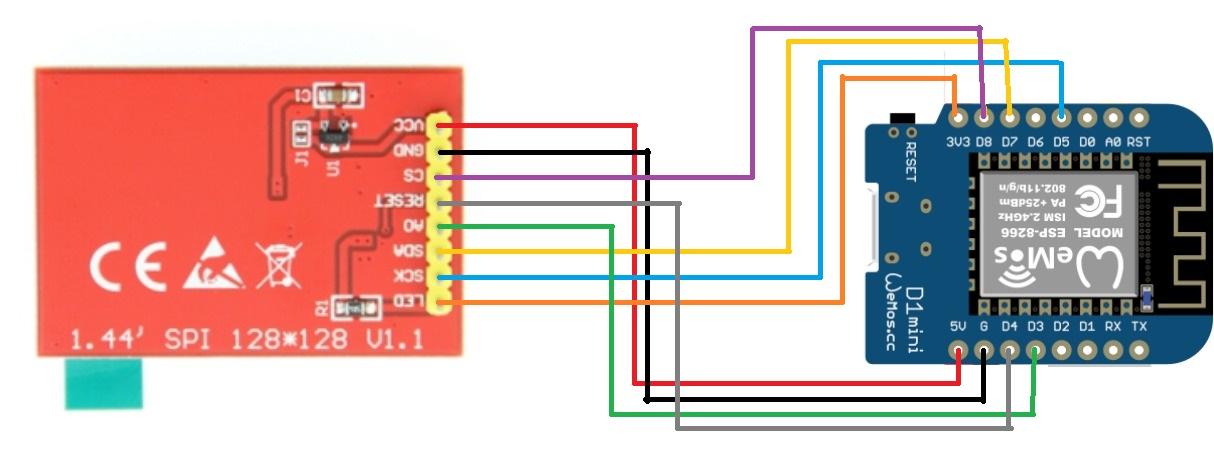 C1
J1
U1
VCC
GND
CS
RESET
A0
SDA
SCK
LED
R1
CE
1.44' SPI 128*128 V1.1
3V3 D8 D7 D6 D5 D0 A0 RST
RESET
802.11b/g/n
PA +25dBm
ISM 2.4GHz
MODEL ESP-8266
FC
WeMos
D1 mini
WeMos.cc
5V G D4 D3 D2 D1 RX TX